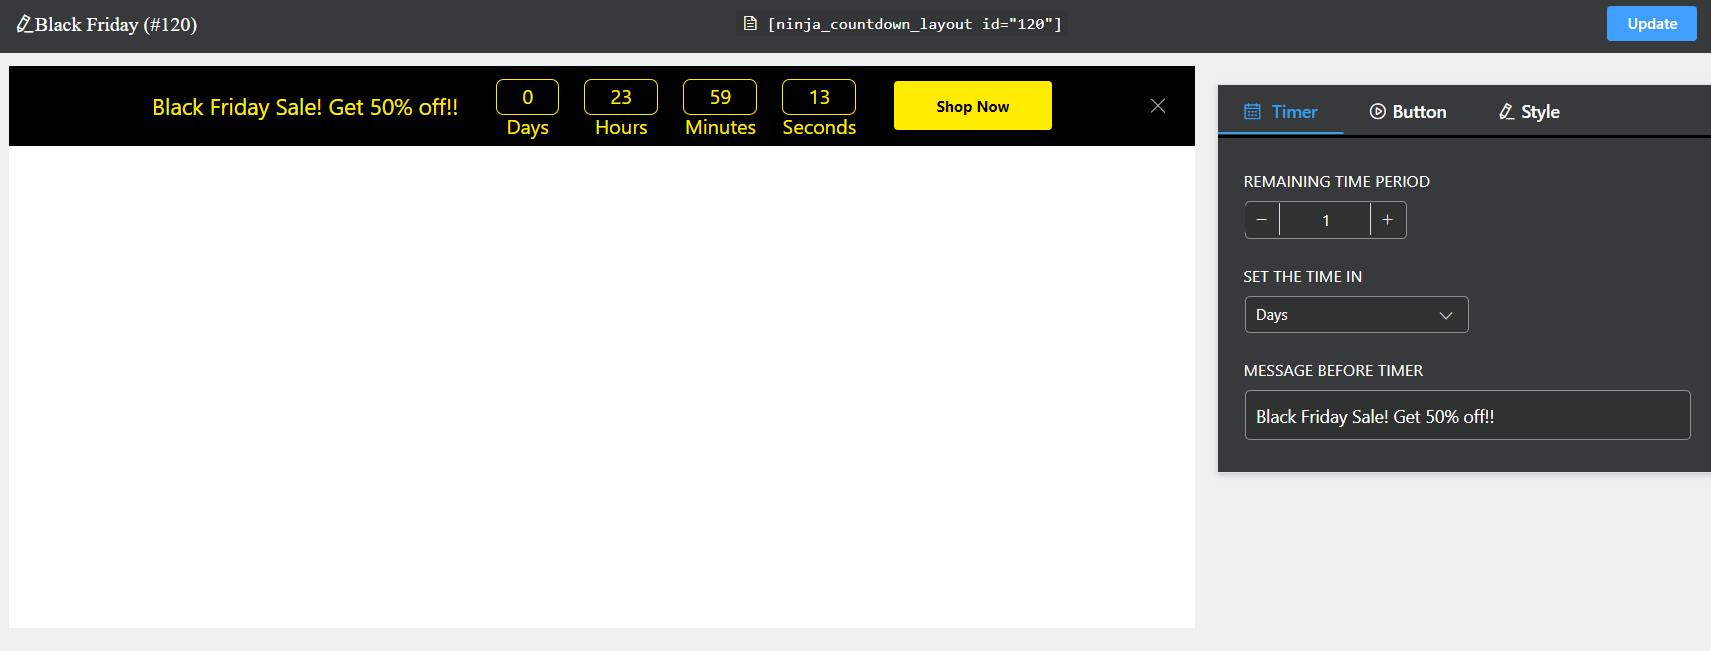 Black Friday (#120)
[ninja_countdown_layout id="120"]
Update
Black Friday Sale! Get 50% off!!
0 23 59 13
Days Hours Minutes Seconds
Shop Now
Timer Button Style
REMAINING TIME PERIOD
1
SET THE TIME IN
Days
MESSAGE BEFORE TIMER
Black Friday Sale! Get 50% off!!